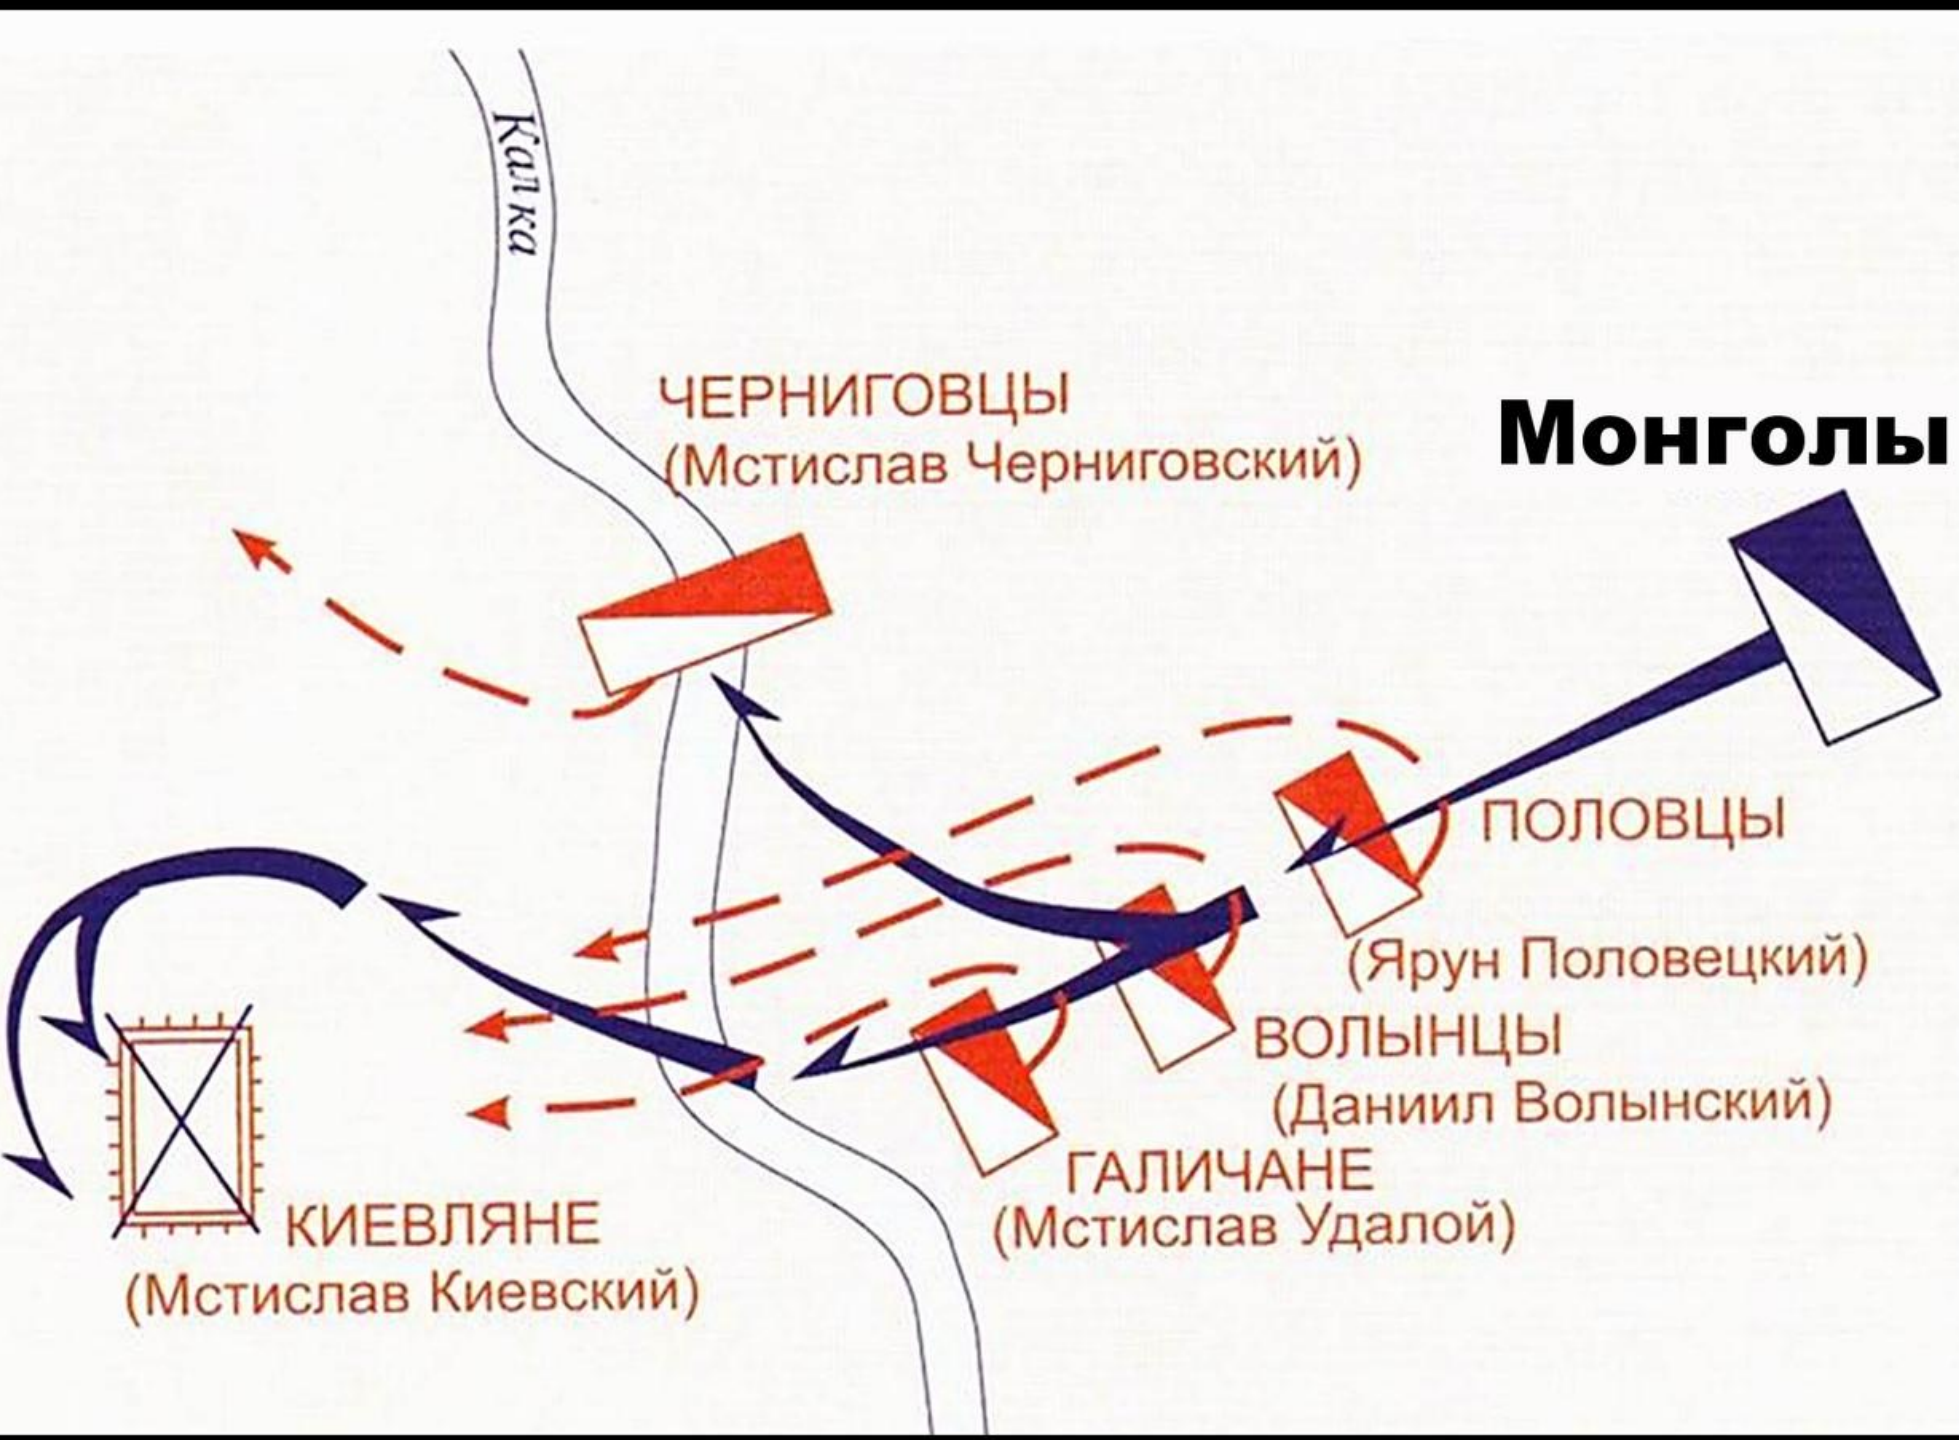 Калка
ЧЕРНИГОВЦЫ
(Мстислав Черниговский)
Монголы
ПОЛОВЦЫ
(Ярун Половецкий)
ВОЛЫНЦЫ
(Даниил Волынский)
ГАЛИЧАНЕ
(Мстислав Удалой)
КИЕВЛЯНЕ
(Мстислав Киевский)